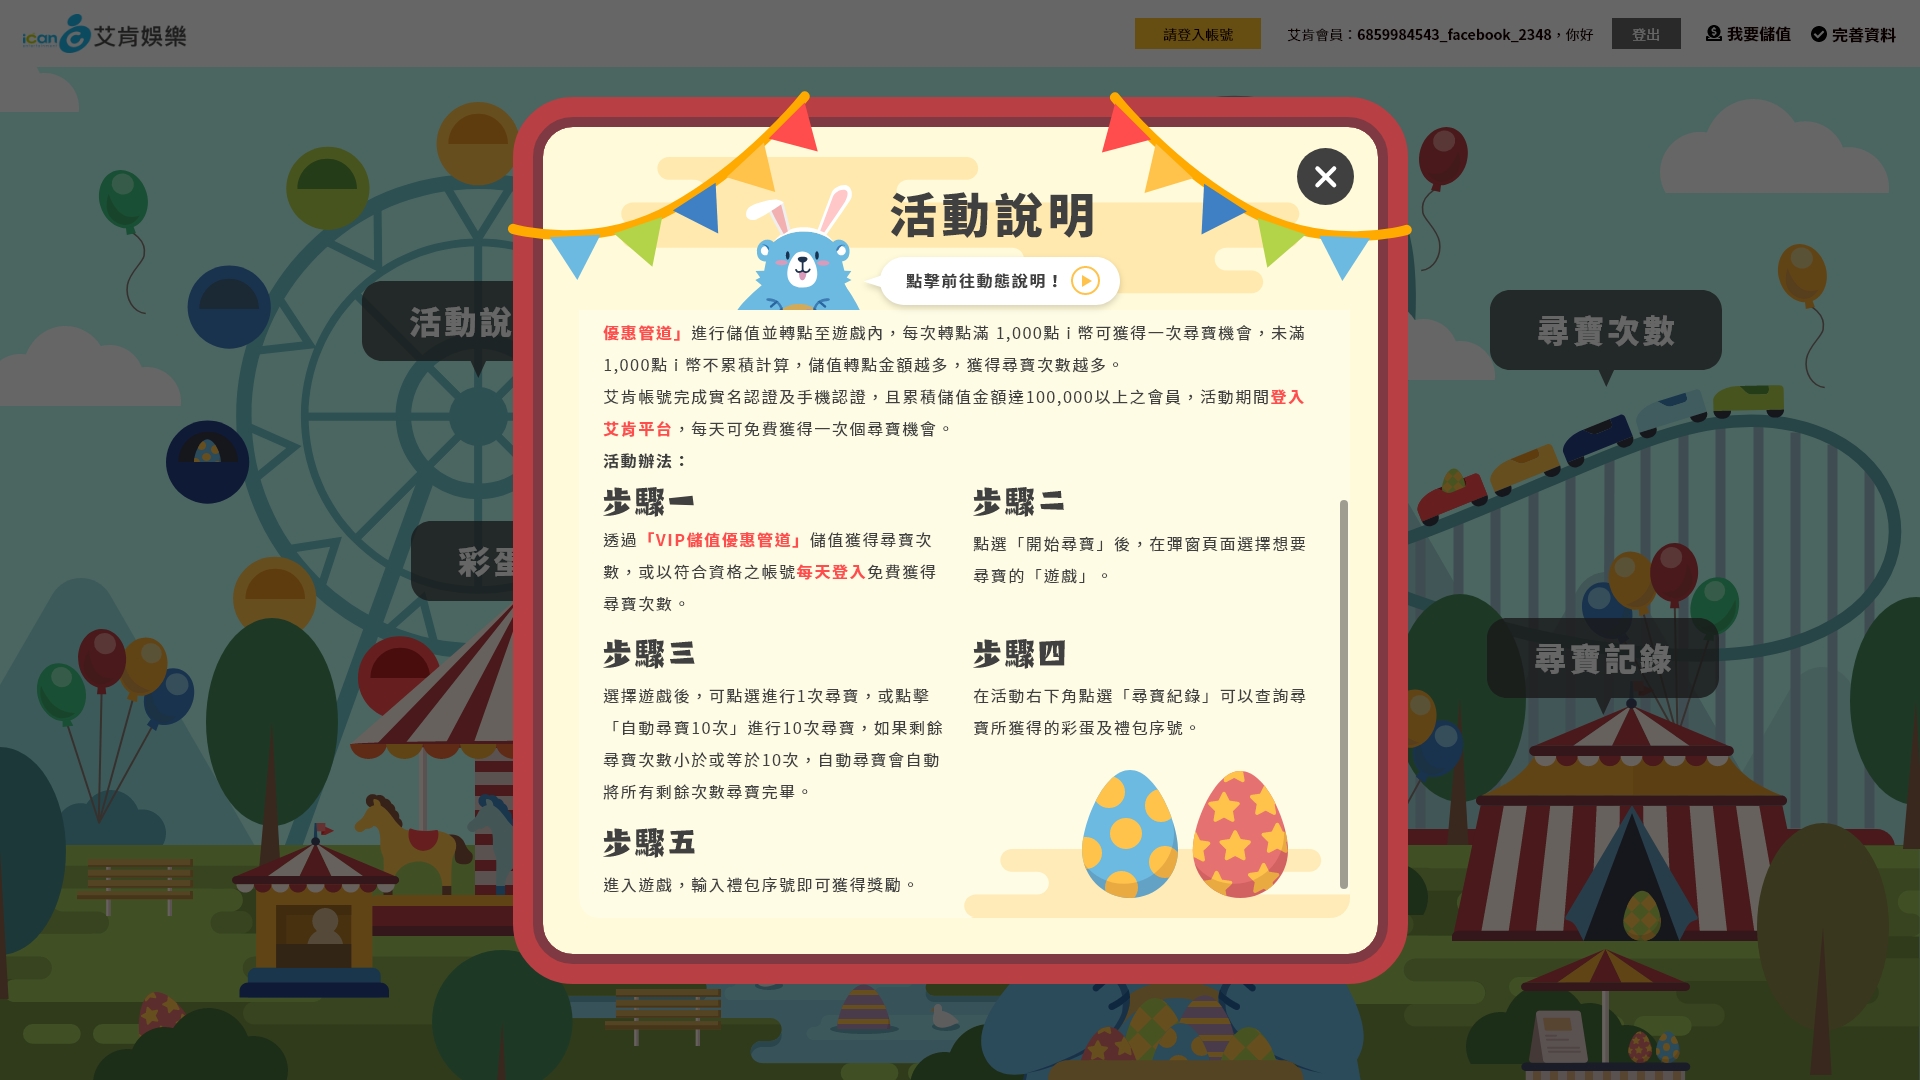 ican 艾肯娛樂
請登入帳號
艾肯會員：6859984543_facebook_2348，你好
登出
我要儲值
完善資料
活動說明
點擊前往動態說明！
活動說
尋寶次數
彩蛋
尋寶記錄
優惠管道」進行儲值並轉點至遊戲內，每次轉點滿 1,000點 i 幣可獲得一次尋寶機會，未滿
1,000點 i 幣不累積計算，儲值轉點金額越多，獲得尋寶次數越多。
艾肯帳號完成實名認證及手機認證，且累積儲值金額達100,000以上之會員，活動期間登入
艾肯平台，每天可免費獲得一次個尋寶機會。
活動辦法：
步驟一
透過「VIP儲值優惠管道」儲值獲得尋寶次
數，或以符合資格之帳號每天登入免費獲得
尋寶次數。
步驟二
點選「開始尋寶」後，在彈窗頁面選擇想要
尋寶的「遊戲」。
步驟三
選擇遊戲後，可點選進行1次尋寶，或點擊
「自動尋寶10次」進行10次尋寶，如果剩餘
尋寶次數小於或等於10次，自動尋寶會自動
將所有剩餘次數尋寶完畢。
步驟四
在活動右下角點選「尋寶紀錄」可以查詢尋
寶所獲得的彩蛋及禮包序號。
步驟五
進入遊戲，輸入禮包序號即可獲得獎勵。